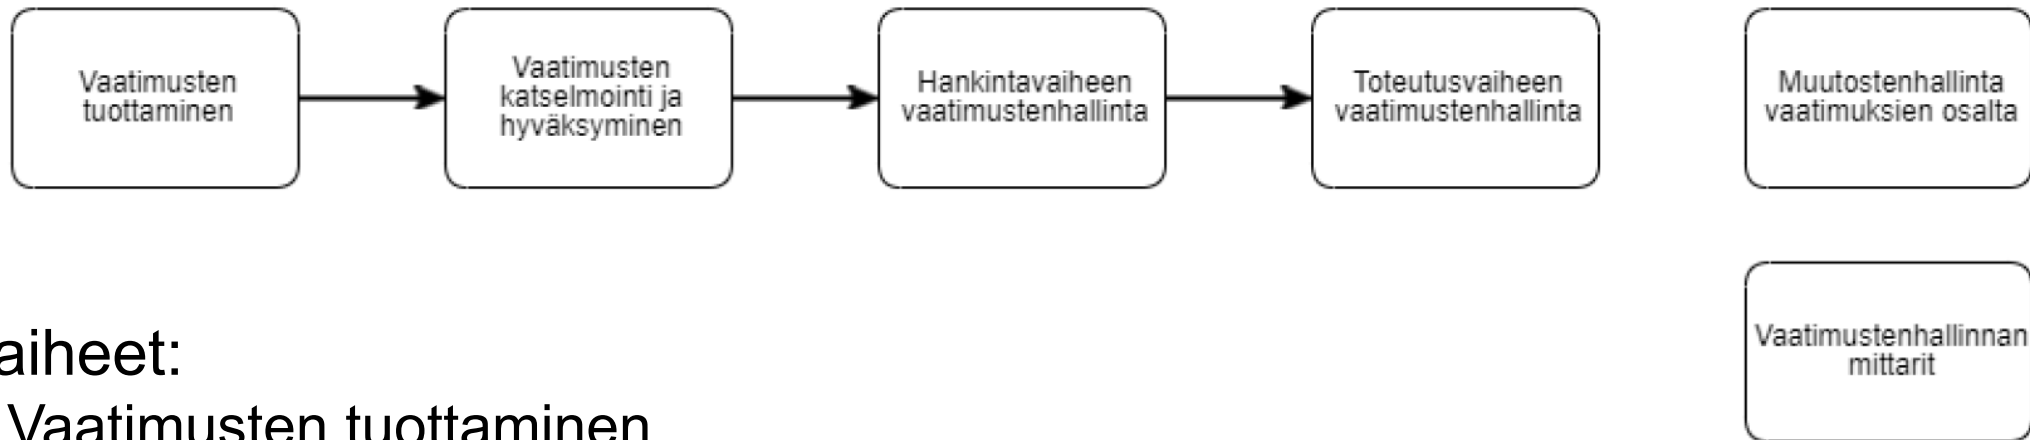 Vaatimusten
tuottaminen
Vaatimusten
katselmointi ja
hyväksyminen
Hankintavaiheen
vaatimustenhallinta
Toteutusvaiheen
vaatimustenhallinta
Muutostenhallinta
vaatimuksien osalta
Vaatimustenhallinnan
mittarit
aiheet:
Vaatimusten tuottaminen